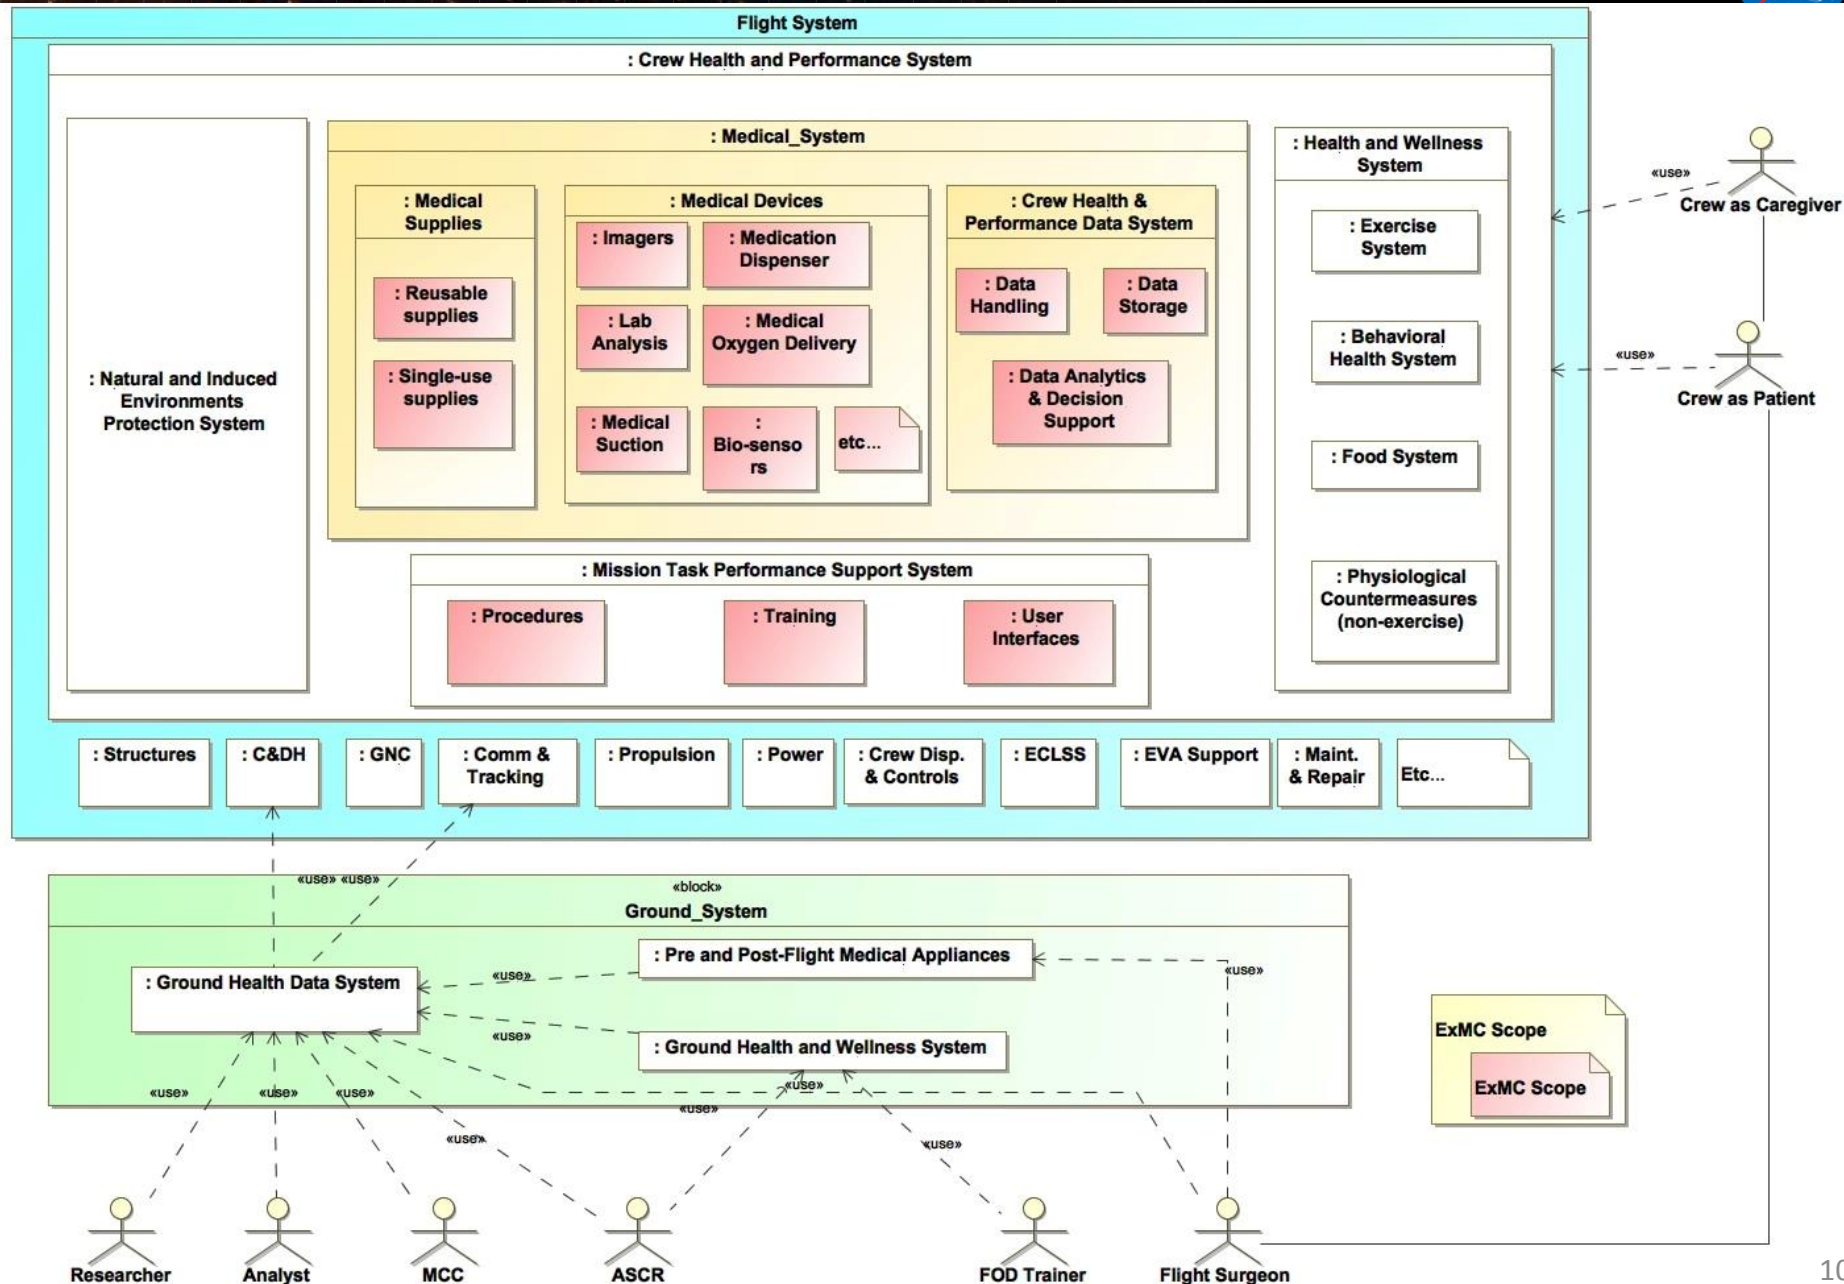 Flight System
: Crew Health and Performance System
: Natural and Induced
Environments
Protection System
: Medical_System
: Medical
Supplies
: Reusable
supplies
: Single-use
supplies
: Medical Devices
: Imagers
: Medication
Dispenser
: Lab
Analysis
: Medical
Oxygen Delivery
: Medical
Suction
:
Bio-senso
rs
etc...
: Crew Health &
Performance Data System
: Data
Handling
: Data
Storage
: Data Analytics
& Decision
Support
: Health and Wellness
System
: Exercise
System
: Behavioral
Health System
: Food System
: Physiological
Countermeasures
(non-exercise)
: Mission Task Performance Support System
: Procedures
: Training
: User
Interfaces
«use»
Crew as Caregiver
«use»
Crew as Patient
: Structures
: C&DH
: GNC
: Comm &
Tracking
: Propulsion
: Power
: Crew Disp.
& Controls
: ECLSS
: EVA Support
: Maint.
& Repair
Etc...
«use» «use»
«block»
Ground_System
: Ground Health Data System
: Pre and Post-Flight Medical Appliances
: Ground Health and Wellness System
«use»
«use»
«use»
«use»
«use»
«use»
«use»
«use»
«use»
«use»
Researcher
Analyst
MCC
ASCR
FOD Trainer
Flight Surgeon
ExMC Scope
ExMC Scope
10